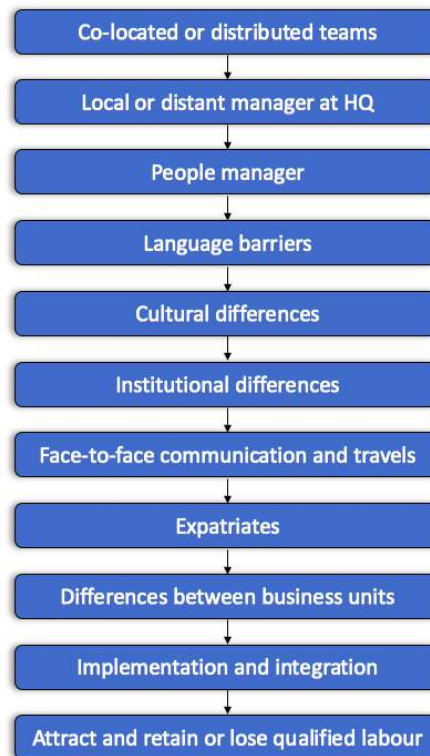 Co-located or distributed teams
Local or distant manager at HQ
People manager
Language barriers
Cultural differences
Institutional differences
Face-to-face communication and travels
Expatriates
Differences between business units
Implementation and integration
Attract and retain or lose qualified labour